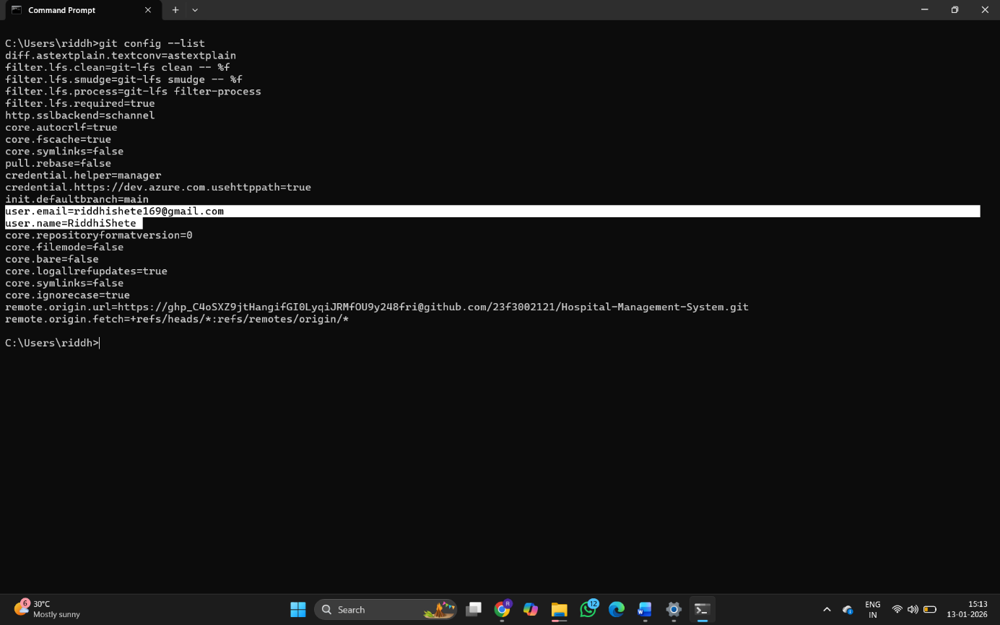 Command Prompt
C:\Users\riddh>git config --list
diff.astextplain.textconv=astextplain
filter.lfs.clean=git-lfs clean -- %f
filter.lfs.smudge=git-lfs smudge -- %f
filter.lfs.process=git-lfs filter-process
filter.lfs.required=true
http.sslbackend=schannel
core.autocrlf=true
core.fscache=true
core.symlinks=false
pull.rebase=false
credential.helper=manager
credential.https://dev.azure.com.usehttppath=true
init.defaultbranch=main
user.email=riddhishete169@gmail.com
user.name=RiddhiShete
core.repositoryformatversion=0
core.filemode=false
core.bare=false
core.logallrefupdates=true
core.symlinks=false
core.ignorecase=true
remote.origin.url=https://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@github.com/23f3002121/Hospital-Management-System.git
remote.origin.fetch=+refs/heads/*:refs/remotes/origin/*
C:\Users\riddh>
6
30°C
Mostly sunny
Search
R
12
W
ENG
IN
15:13
13-01-2026